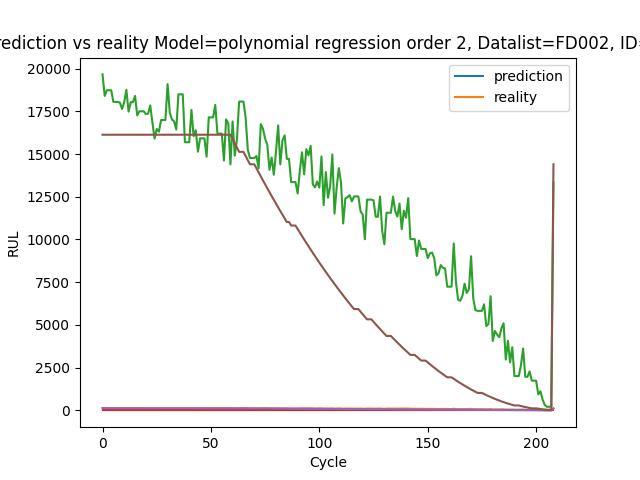 rediction vs reality Model=polynomial regression order 2, Datalist=FD002, ID=
20000
17500
15000
12500
10000
7500
5000
2500
0
RUL
prediction
reality
0 50 100 150 200
Cycle